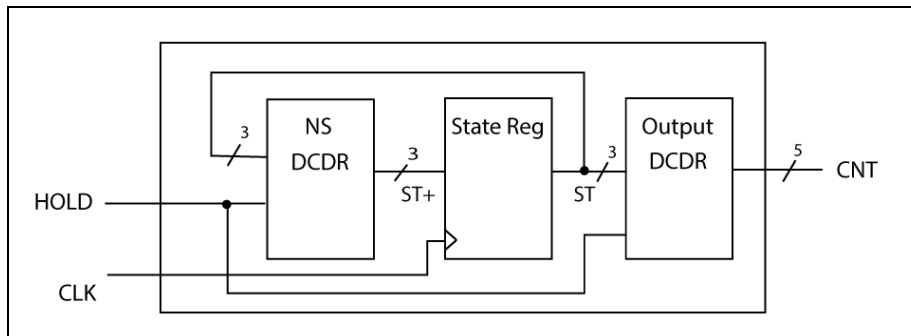 NS
DCDR
State Reg
Output
DCDR
3
3
3
5
ST+
ST
CNT
HOLD
CLK